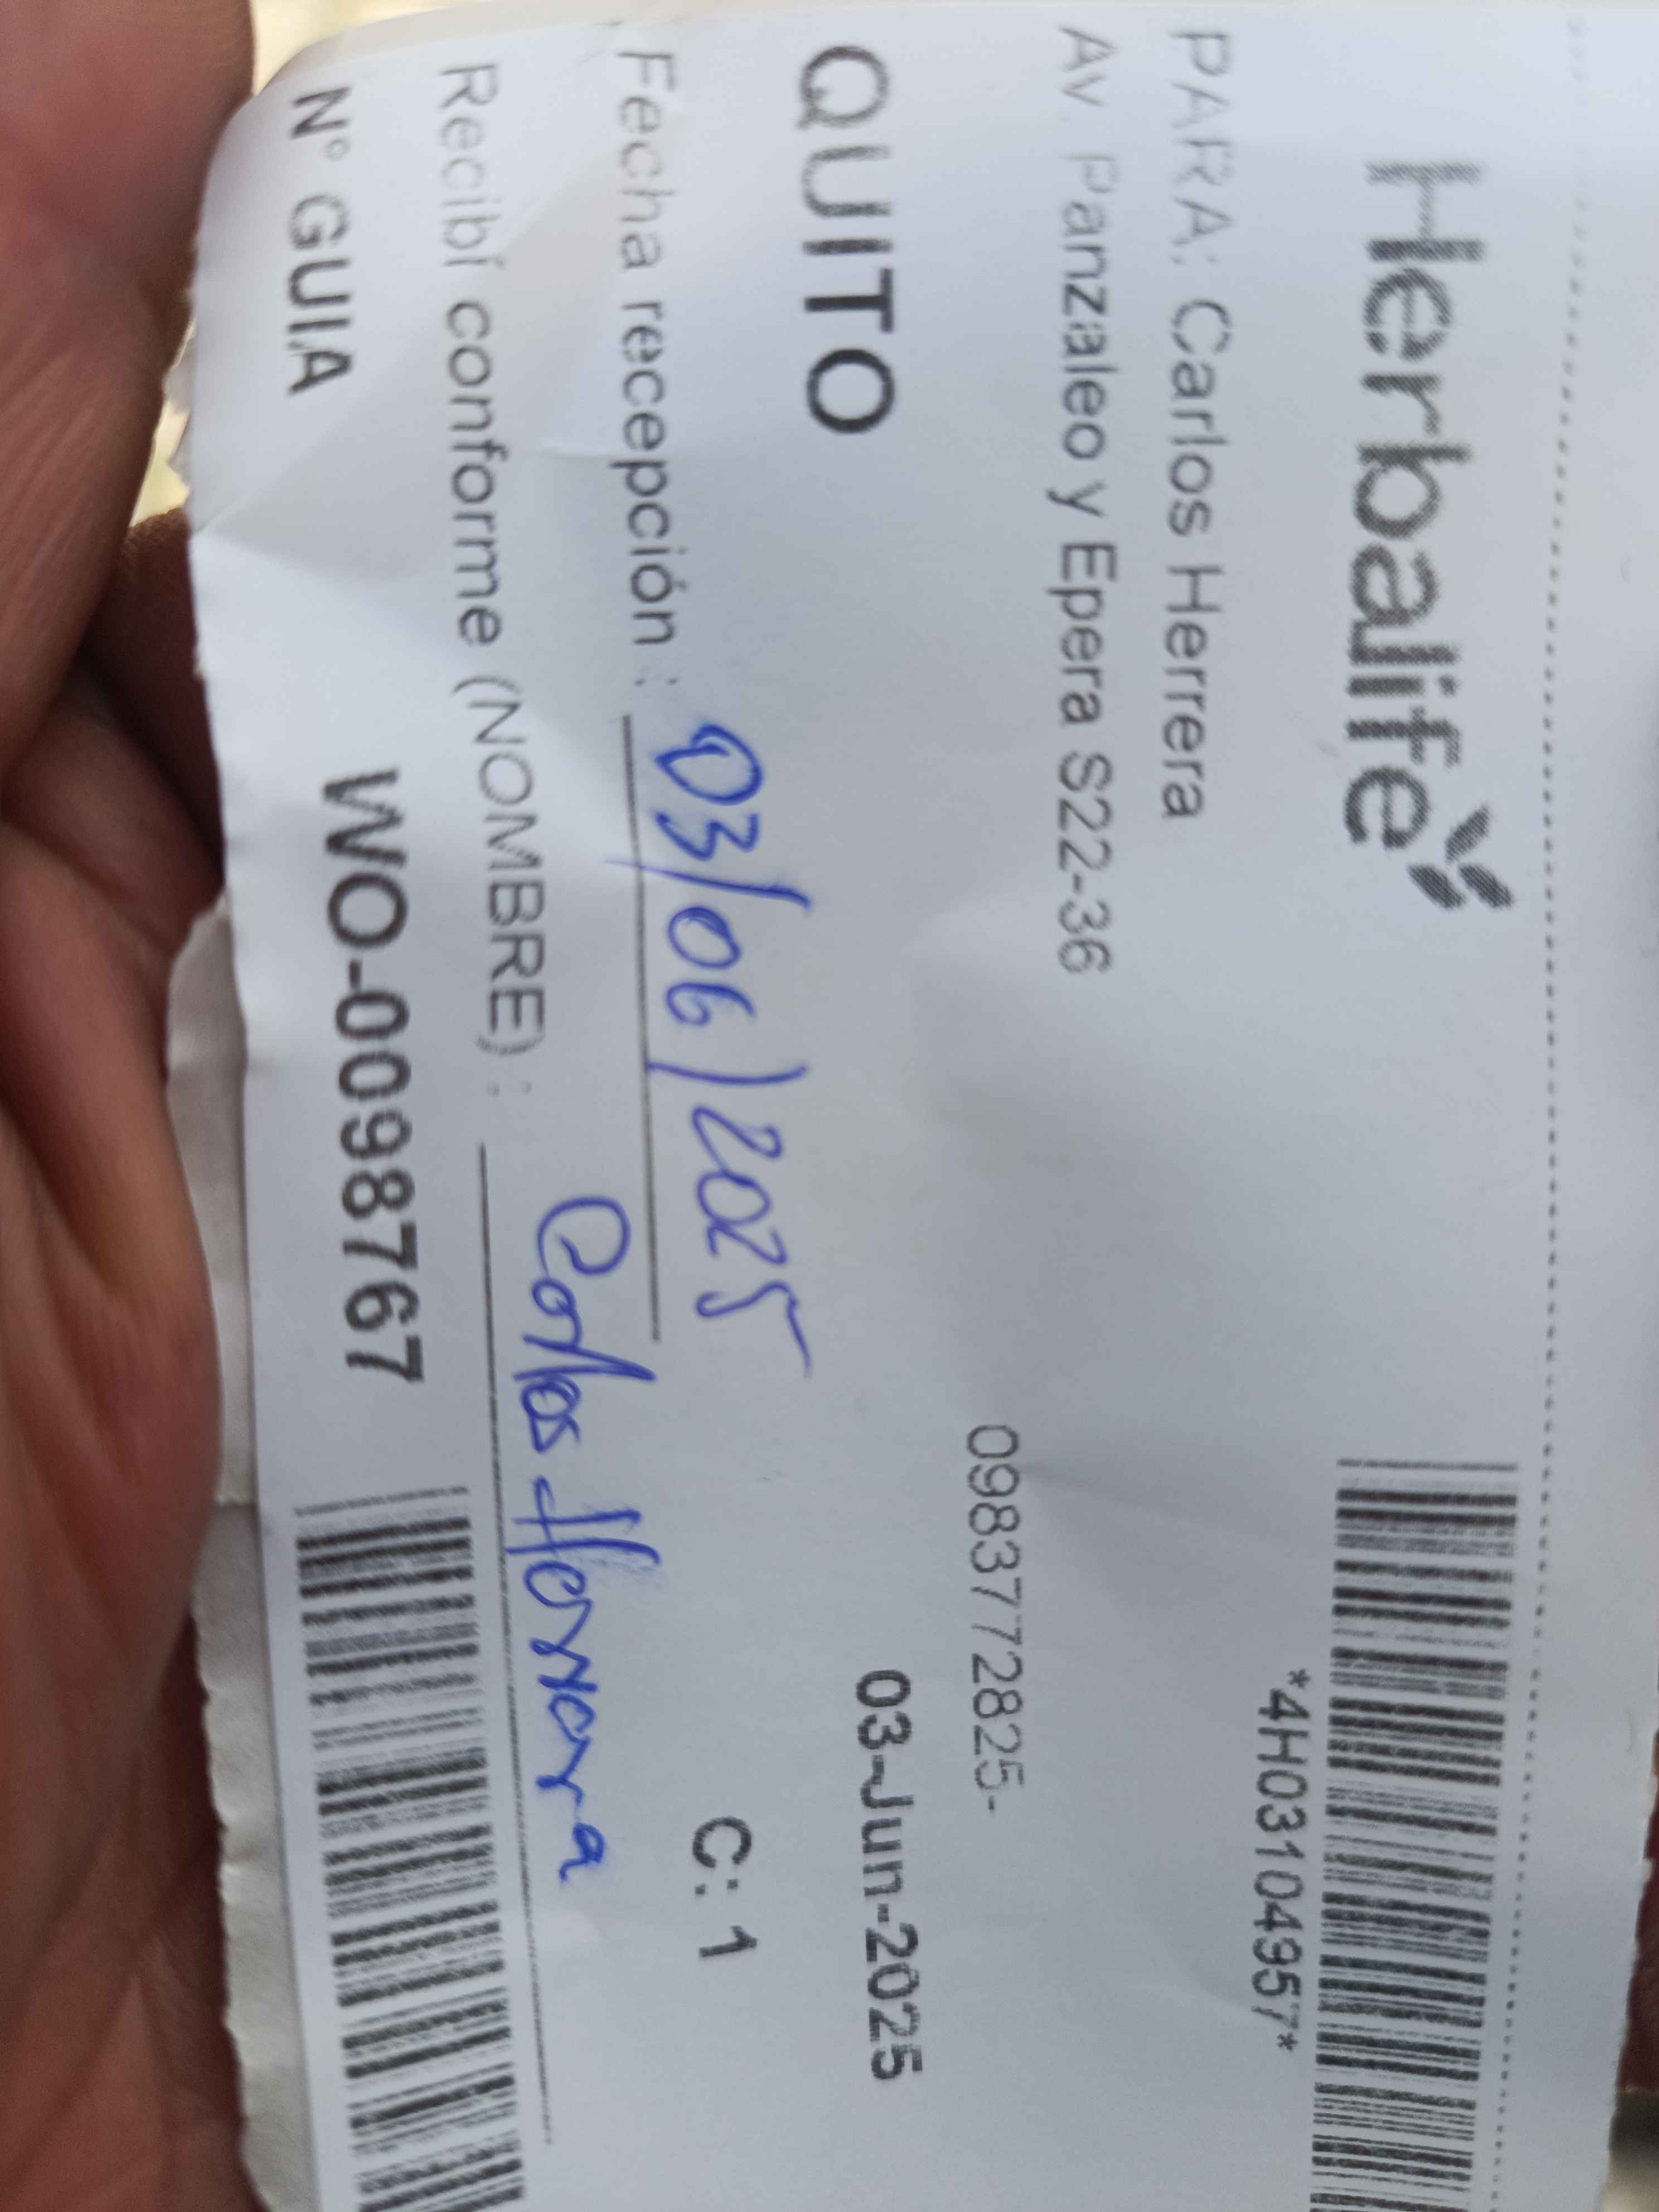 Herbalife
*4H03104957*
PARA: Carlos Herrera
Av. Panzaleo y Epera S22-36
0983772825-
QUITO
03-Jun-2025
Fecha recepción : 03/06/2025
C: 1
Recibí conforme (NOMBRE) : Carlos Herrera
N° GUIA WO-0098767